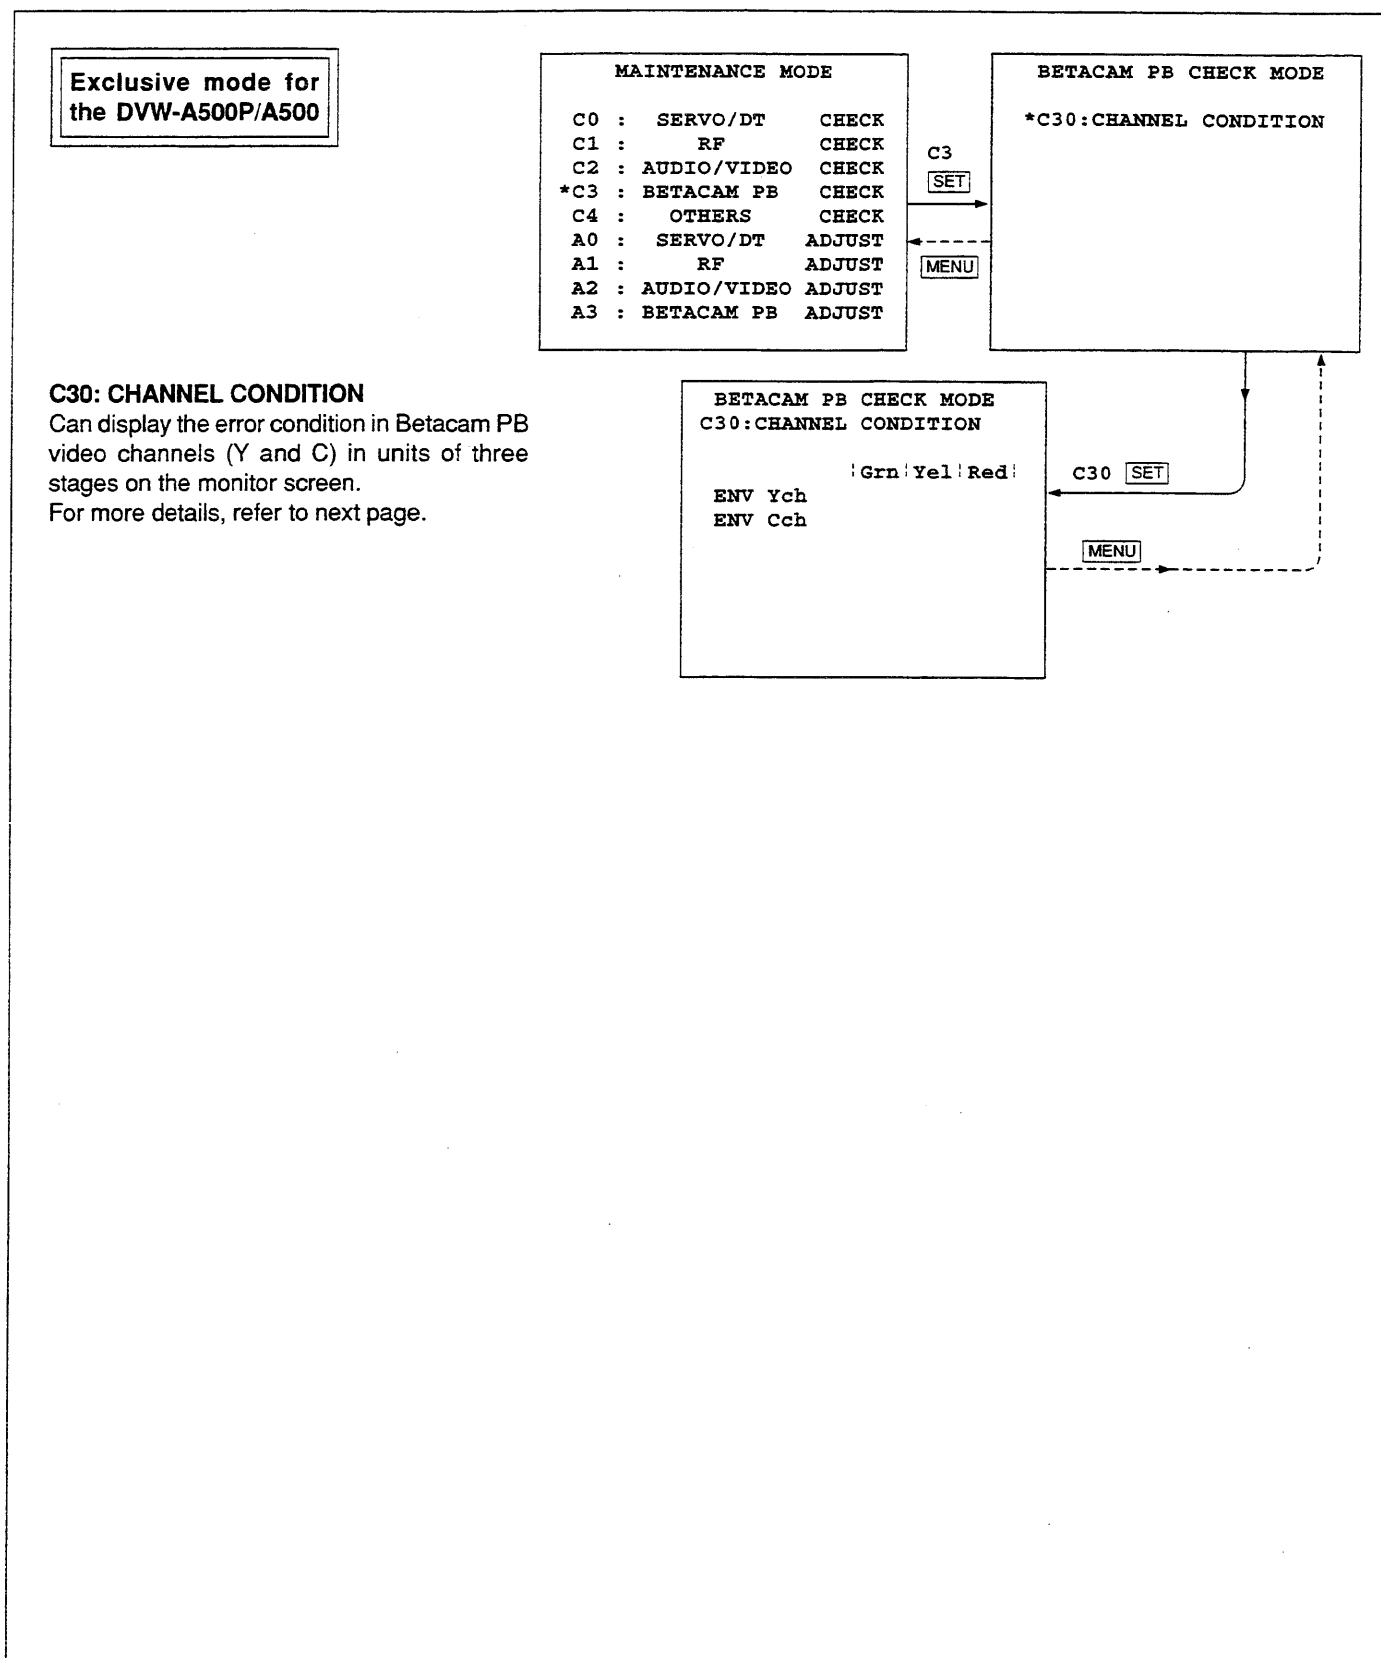 Exclusive mode for
the DVW-A500P/A500
MAINTENANCE MODE
C0 : SERVO/DT CHECK
C1 : RF CHECK
C2 : AUDIO/VIDEO CHECK
*C3 : BETACAM PB CHECK
C4 : OTHERS CHECK
A0 : SERVO/DT ADJUST
A1 : RF ADJUST
A2 : AUDIO/VIDEO ADJUST
A3 : BETACAM PB ADJUST
C3
SET
MENU
BETACAM PB CHECK MODE
*C30:CHANNEL CONDITION
C30: CHANNEL CONDITION
Can display the error condition in Betacam PB
video channels (Y and C) in units of three
stages on the monitor screen.
For more details, refer to next page.
BETACAM PB CHECK MODE
C30:CHANNEL CONDITION
¦Grn¦Yel¦Red¦
ENV Ych
ENV Cch
C30 SET
MENU